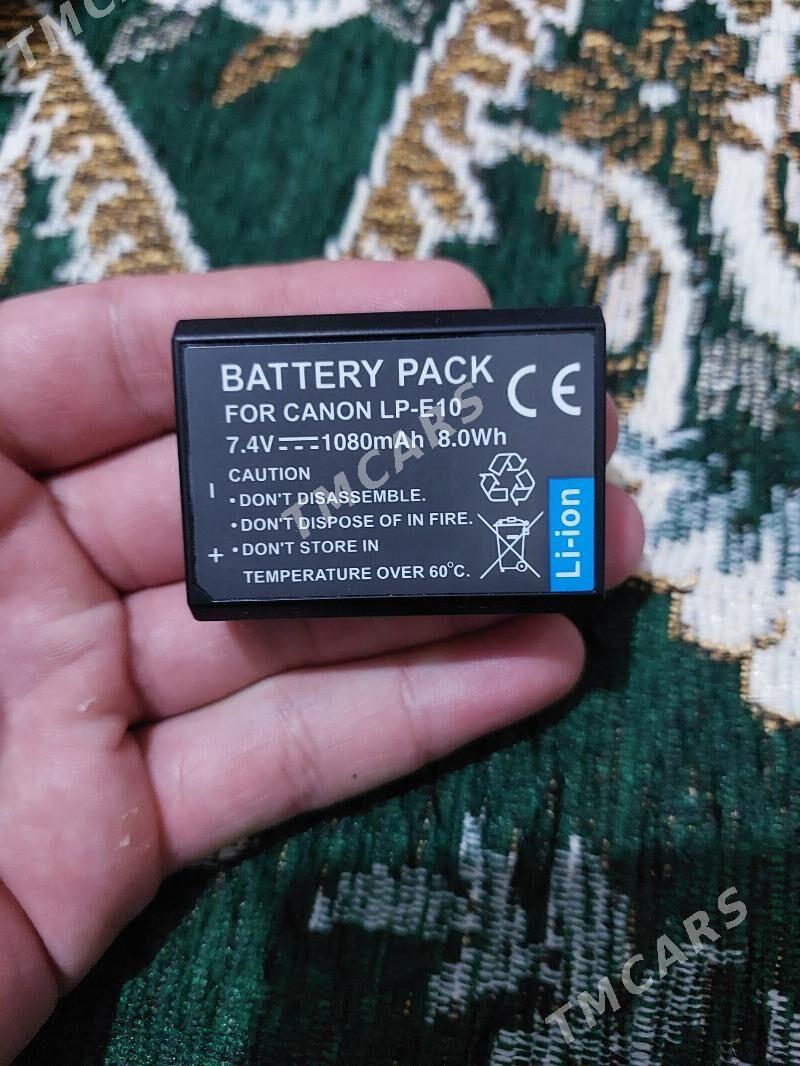 TMCARS
BATTERY PACK
FOR CANON LP-E10
7.4V 1080mAh 8.0Wh
CE
CAUTION
• DON'T DISASSEMBLE.
• DON'T DISPOSE OF IN FIRE.
• DON'T STORE IN
TEMPERATURE OVER 60°C.
-
+
Li-ion
TMCARS
TMCARS